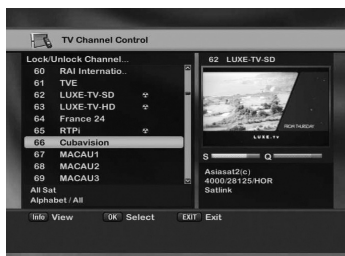 TV Channel Control
Lock/Unlock Channel...
60 RAI Internatio..
61 TVE
62 LUXE-TV-SD
63 LUXE-TV-HD
64 France 24
65 RTPi
66 Cubavision
67 MACAU1
68 MACAU2
69 MACAU3
All Sat
Alphabet / All
62 LUXE-TV-SD
FROM THURSDAY
LUXE.TV
S Q
Asiasat2(c)
4000/28125/HOR
Satlink
Info View OK Select EXIT Exit